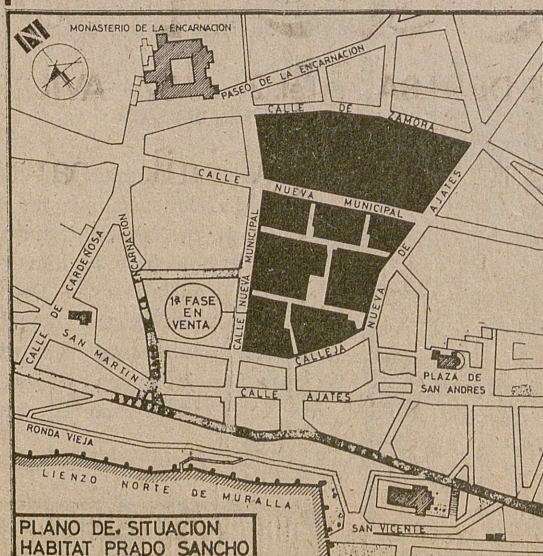 N
MONASTERIO DE LA ENCARNACION
PASEO DE LA ENCARNACION
CALLE DE ZAMORA
CALLE NUEVA MUNICIPAL
CALLEJA NUEVA DE AJATES
CALLE NUEVA MUNICIPAL
ENCARNACION
CALLE DE CARDEÑOSA
1ª FASE
EN
VENTA
SAN MARTIN
CALLE AJATES
PLAZA DE
SAN ANDRES
RONDA VIEJA
LIENZO NORTE DE MURALLA
SAN VICENTE
PLANO DE SITUACION
HABITAT PRADO SANCHO